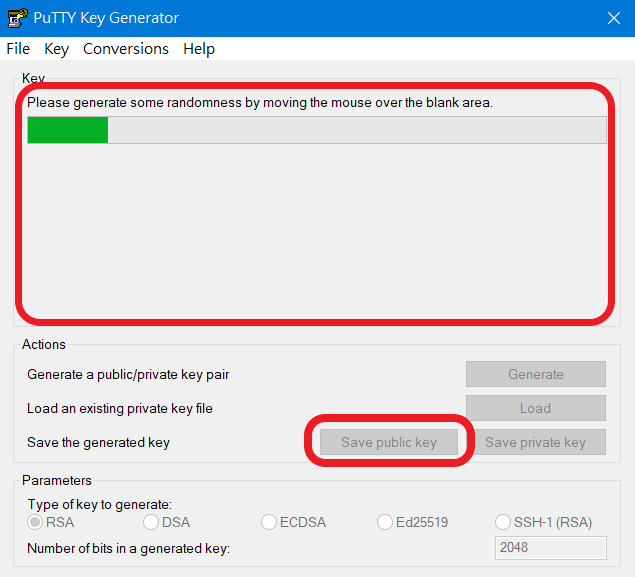 PuTTY Key Generator
File Key Conversions Help
Key
Please generate some randomness by moving the mouse over the blank area.
Actions
Generate a public/private key pair Generate
Load an existing private key file Load
Save the generated key Save public key Save private key
Parameters
Type of key to generate:
RSA DSA ECDSA Ed25519 SSH-1 (RSA)
Number of bits in a generated key: 2048